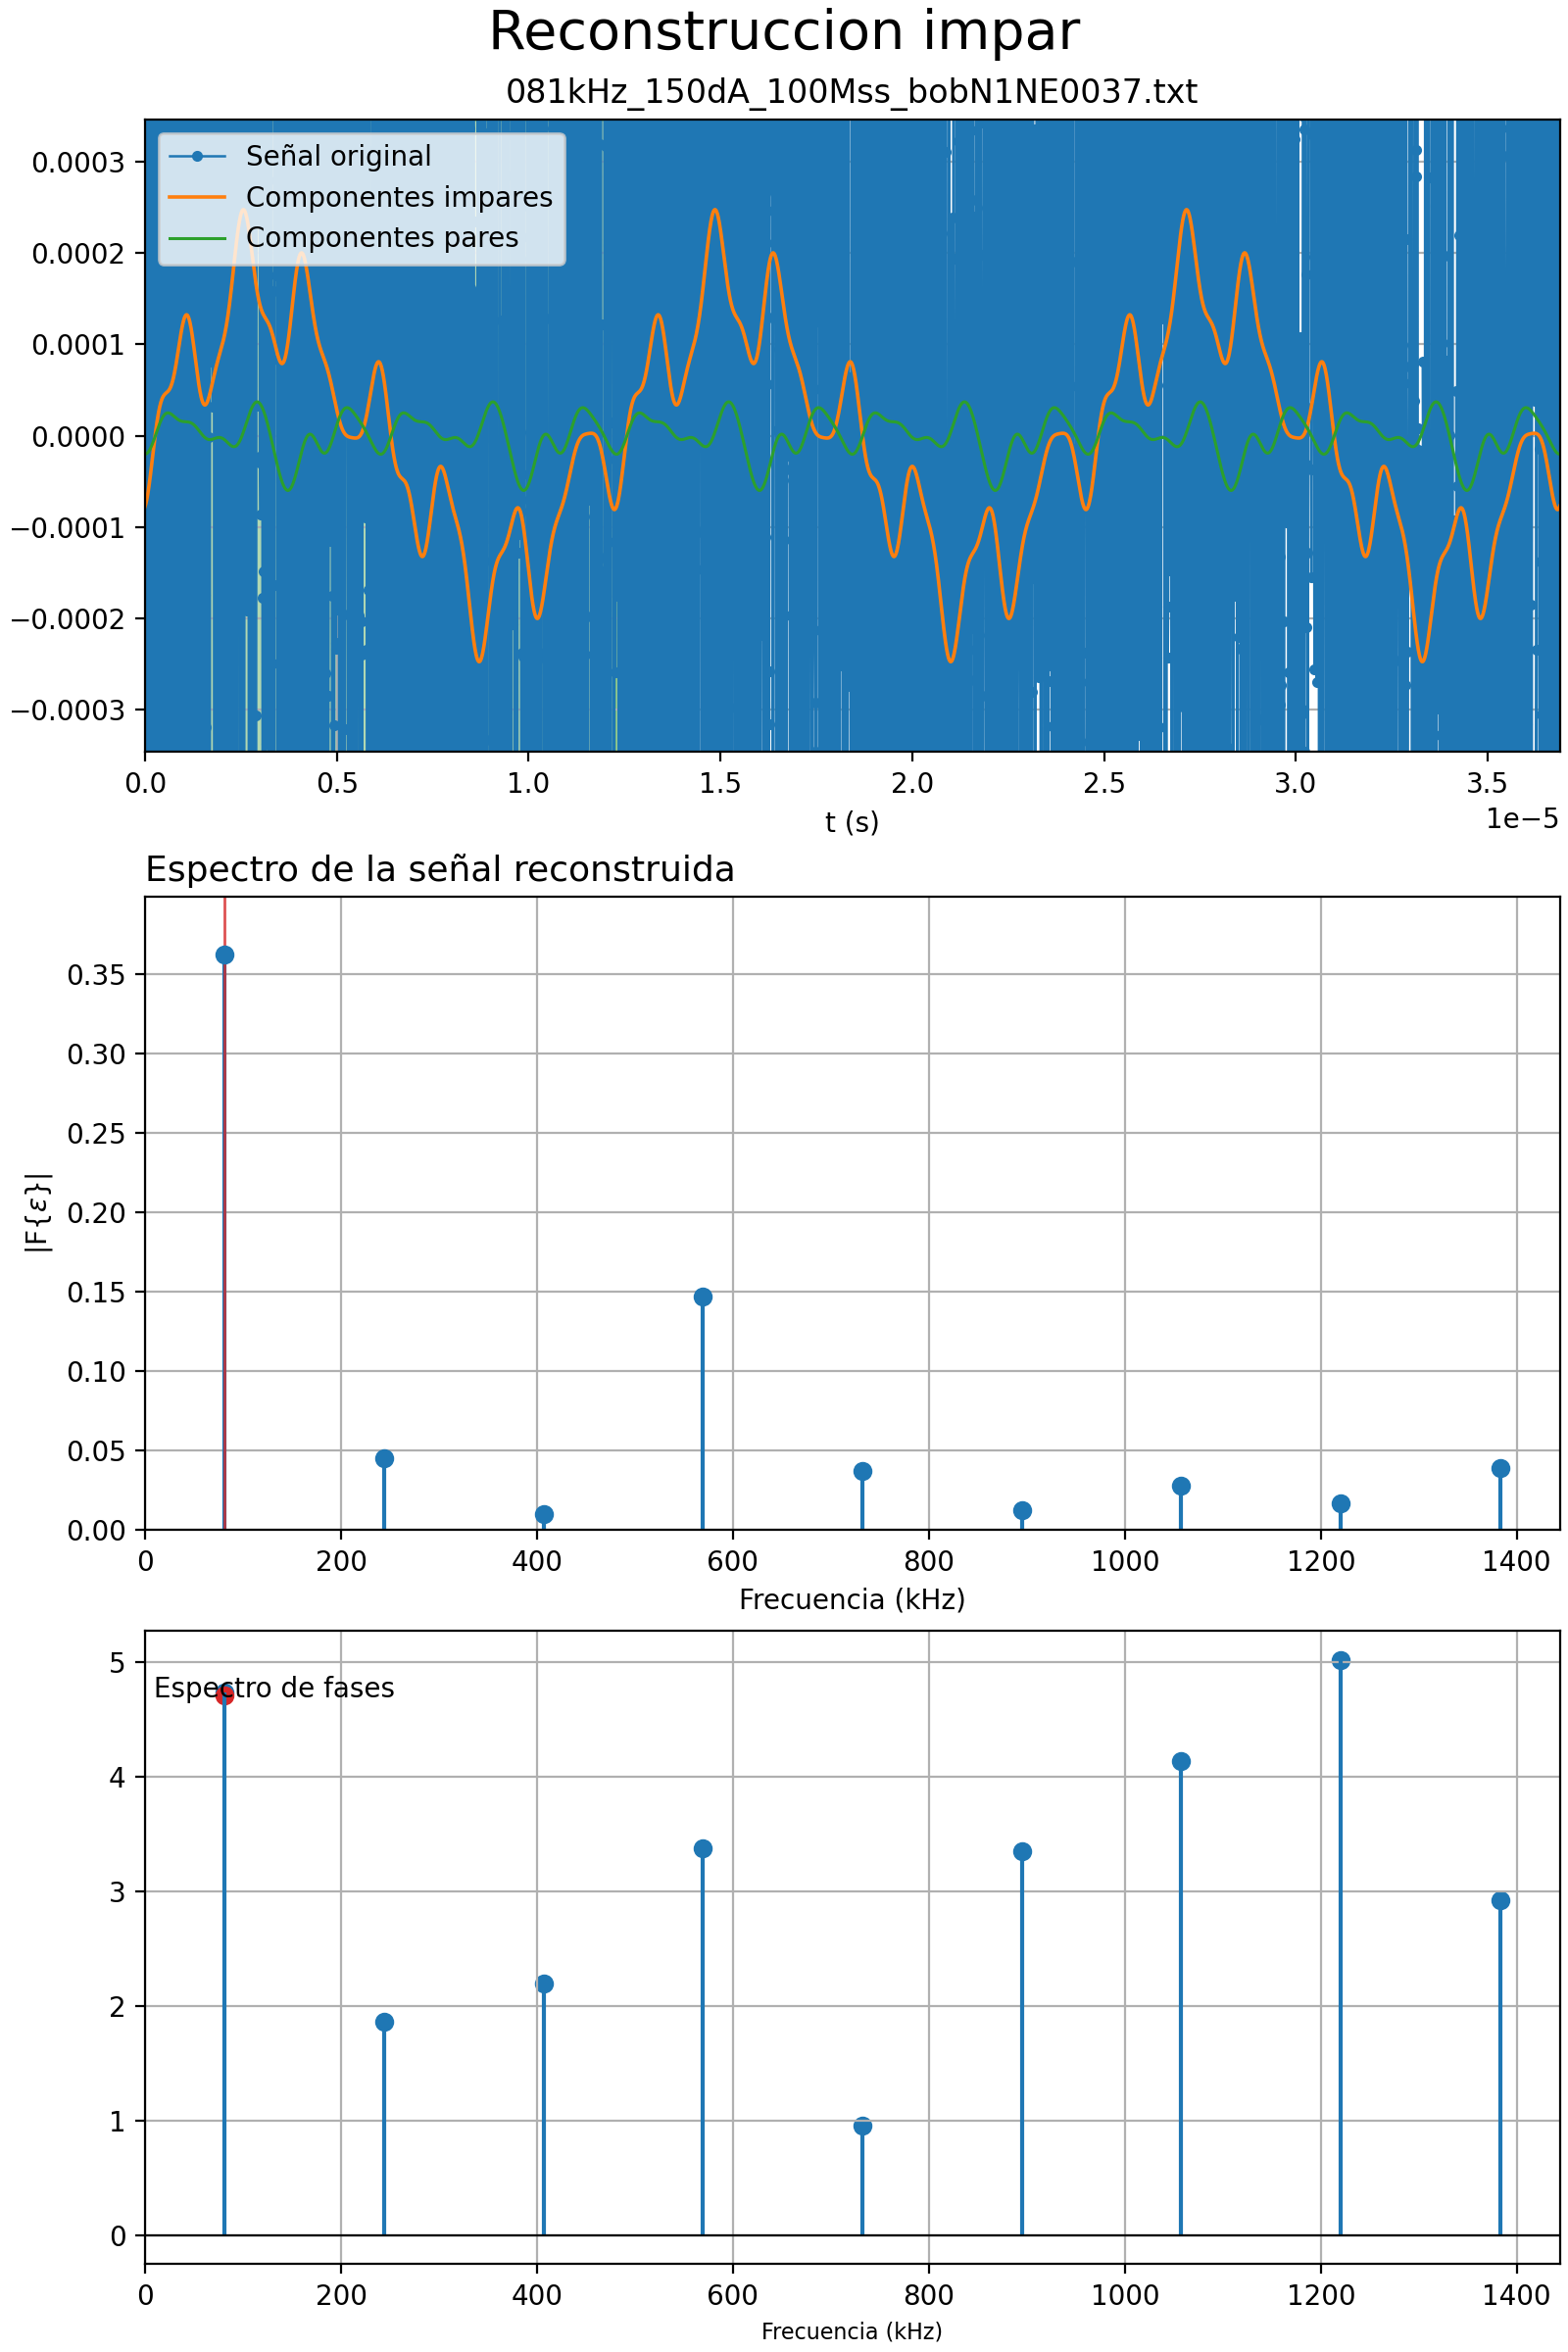 Reconstruccion impar
081kHz_150dA_100Mss_bobN1NE0037.txt
Señal original
Componentes impares
Componentes pares
0.0003
0.0002
0.0001
0.0000
−0.0001
−0.0002
−0.0003
0.0 0.5 1.0 1.5 2.0 2.5 3.0 3.5
t (s)
1e−5
Espectro de la señal reconstruida
|F{ε}|
0.35
0.30
0.25
0.20
0.15
0.10
0.05
0.00
0 200 400 600 800 1000 1200 1400
Frecuencia (kHz)
Espectro de fases
5
4
3
2
1
0
0 200 400 600 800 1000 1200 1400
Frecuencia (kHz)